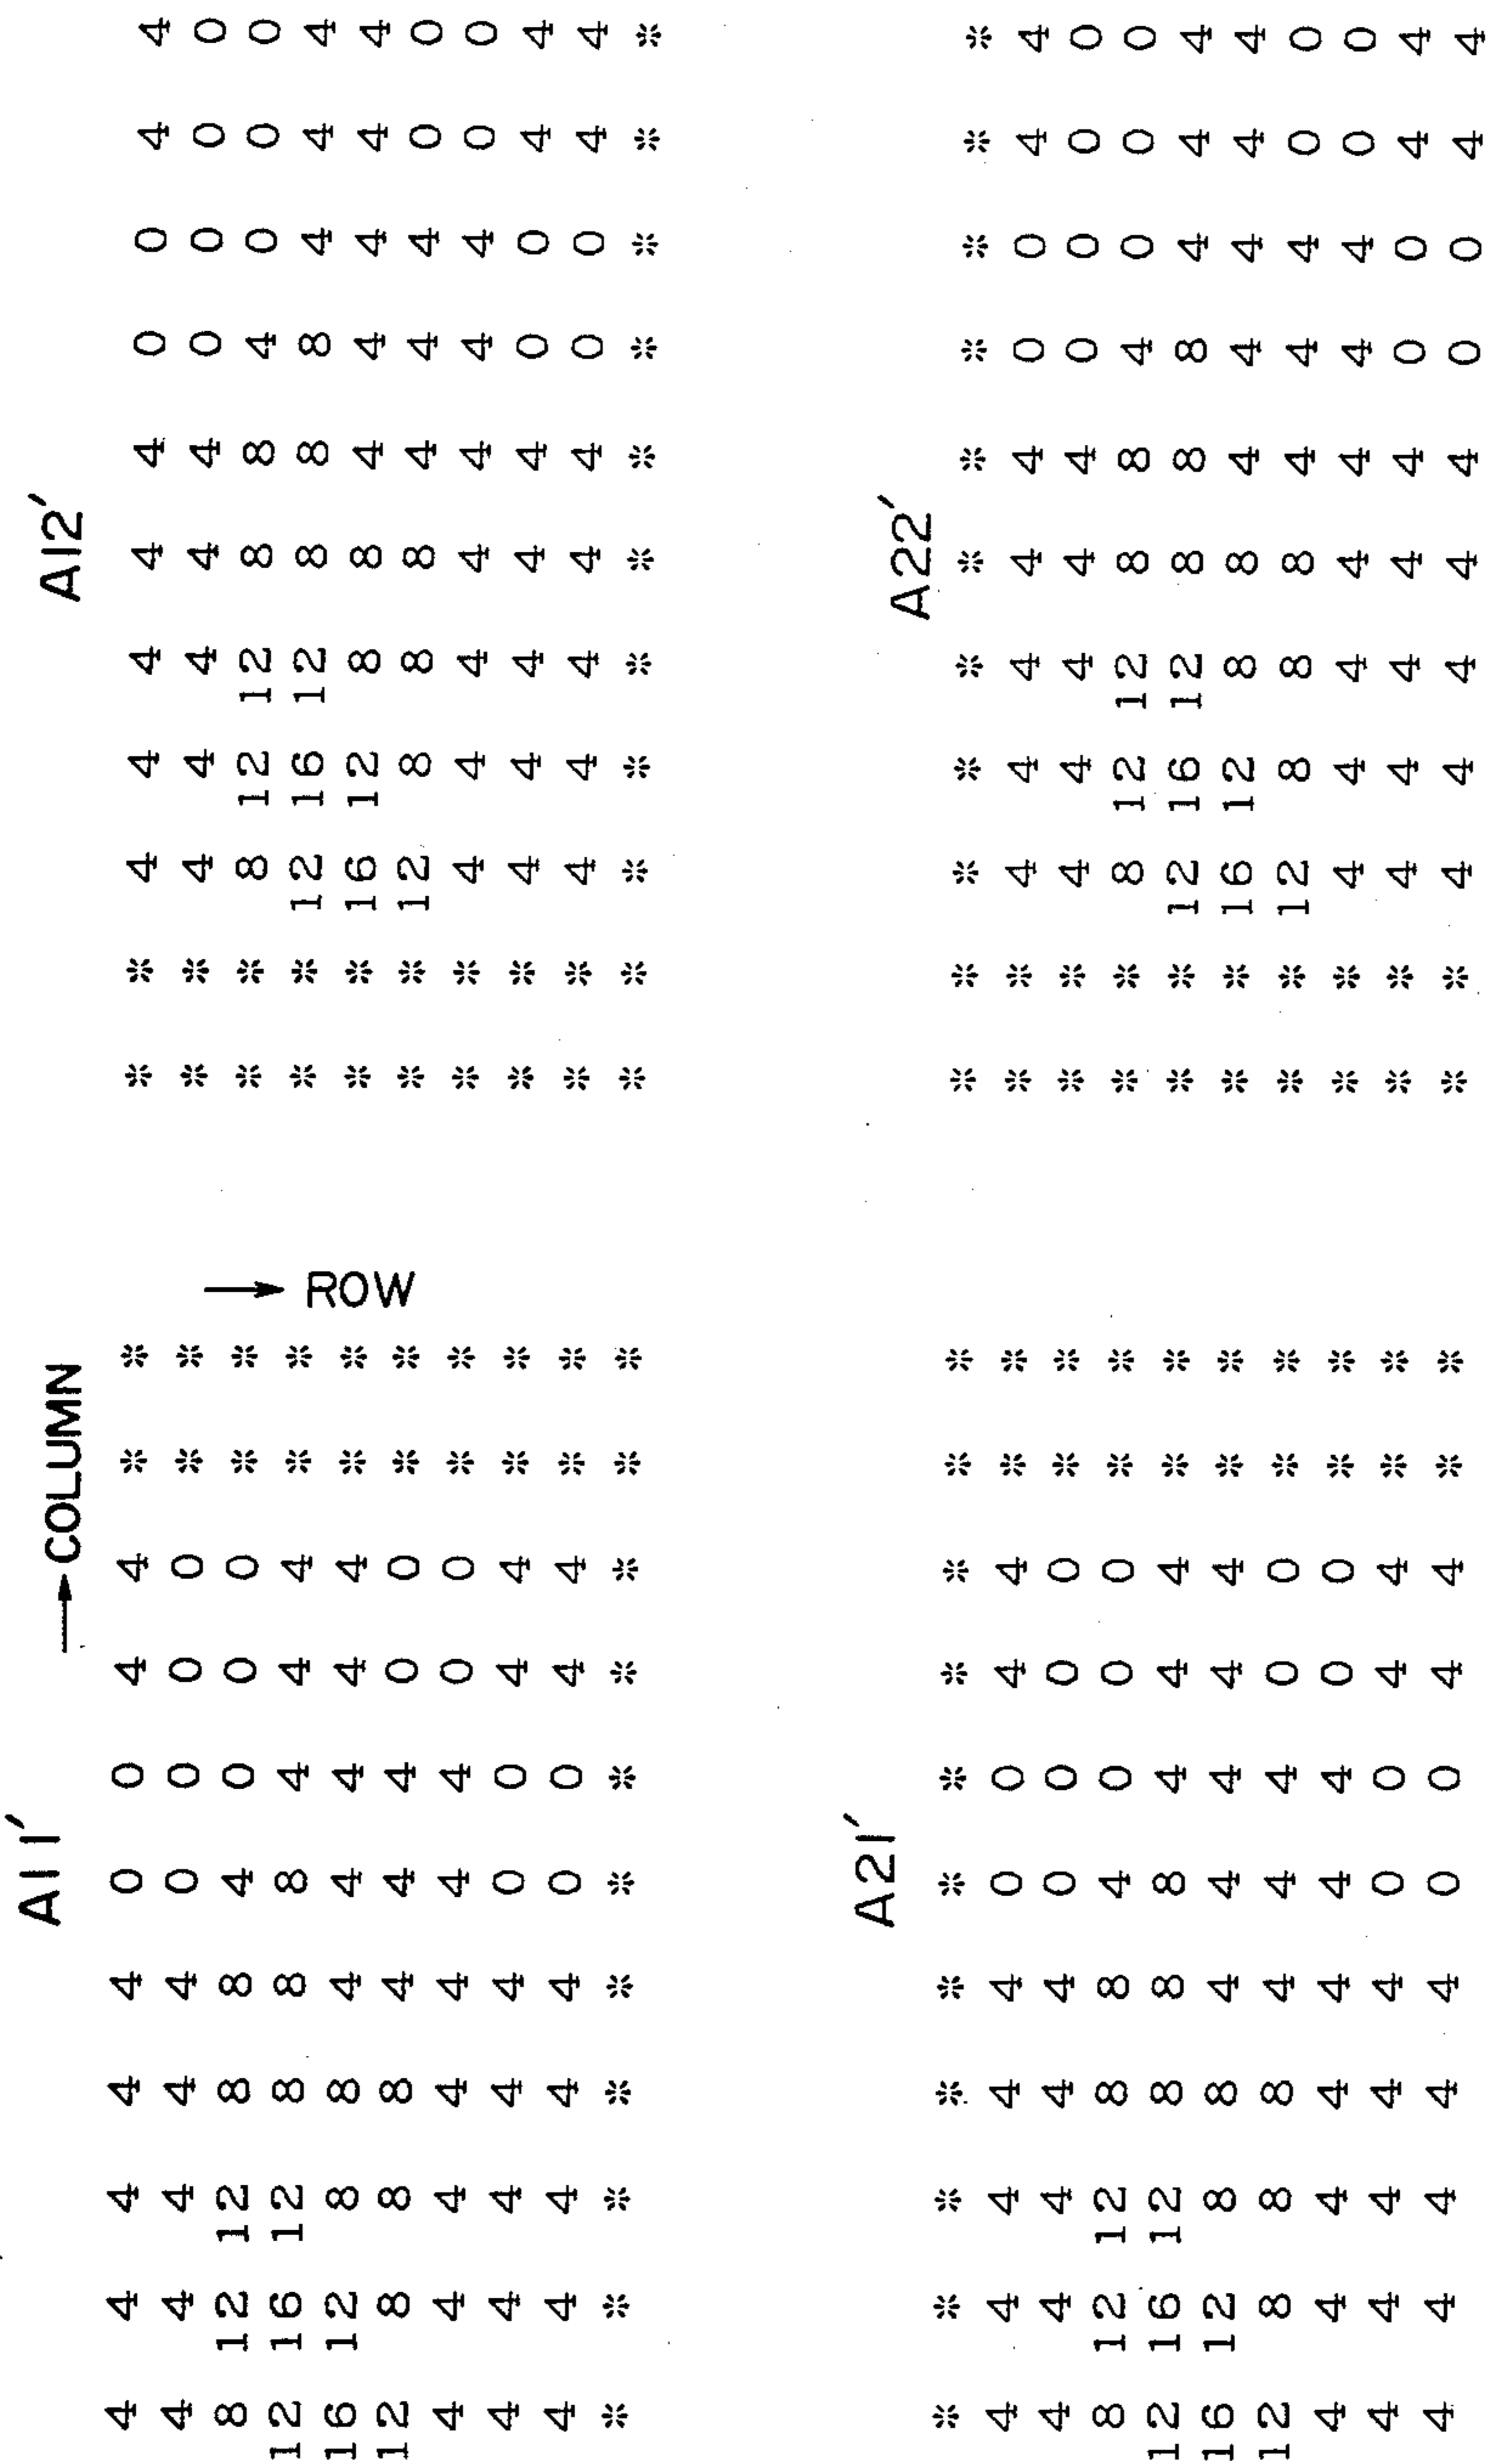 A11' A12'
→COLUMN
4 4 4 4 4 0 0 4 4 * * * * 4 4 4 4 4 0 0 4 4
4 4 4 4 4 0 0 0 0 * * * * 4 4 4 4 4 0 0 0 0
8 12 12 8 8 4 0 0 0 * * ↓ * * 8 12 12 8 8 4 0 0 0
12 16 12 8 8 8 4 4 4 * * ROW * * 12 16 12 8 8 8 4 4 4
16 12 8 8 4 4 4 4 4 * * * * 16 12 8 8 4 4 4 4 4
12 8 8 8 4 4 4 0 0 * * * * 12 8 8 8 4 4 4 0 0
4 4 4 4 4 4 4 0 0 * * * * 4 4 4 4 4 4 4 0 0
4 4 4 4 4 0 0 4 4 * * * * 4 4 4 4 4 0 0 4 4
4 4 4 4 4 0 0 4 4 * * * * 4 4 4 4 4 0 0 4 4
* * * * * * * * * * * * * * * * * * * * * *
A21' A22'
* * * * * * * * * * * * * * * * * * * * * *
4 4 4 4 4 0 0 4 4 * * * * 4 4 4 4 4 0 0 4 4
4 4 4 4 4 0 0 0 0 * * * * 4 4 4 4 4 0 0 0 0
8 12 12 8 8 4 0 0 0 * * * * 8 12 12 8 8 4 0 0 0
12 16 12 8 8 8 4 4 4 * * * * 12 16 12 8 8 8 4 4 4
16 12 8 8 4 4 4 4 4 * * * * 16 12 8 8 4 4 4 4 4
12 8 8 8 4 4 4 0 0 * * * * 12 8 8 8 4 4 4 0 0
4 4 4 4 4 4 4 0 0 * * * * 4 4 4 4 4 4 4 0 0
4 4 4 4 4 0 0 4 4 * * * * 4 4 4 4 4 0 0 4 4
4 4 4 4 4 0 0 4 4 * * * * 4 4 4 4 4 0 0 4 4